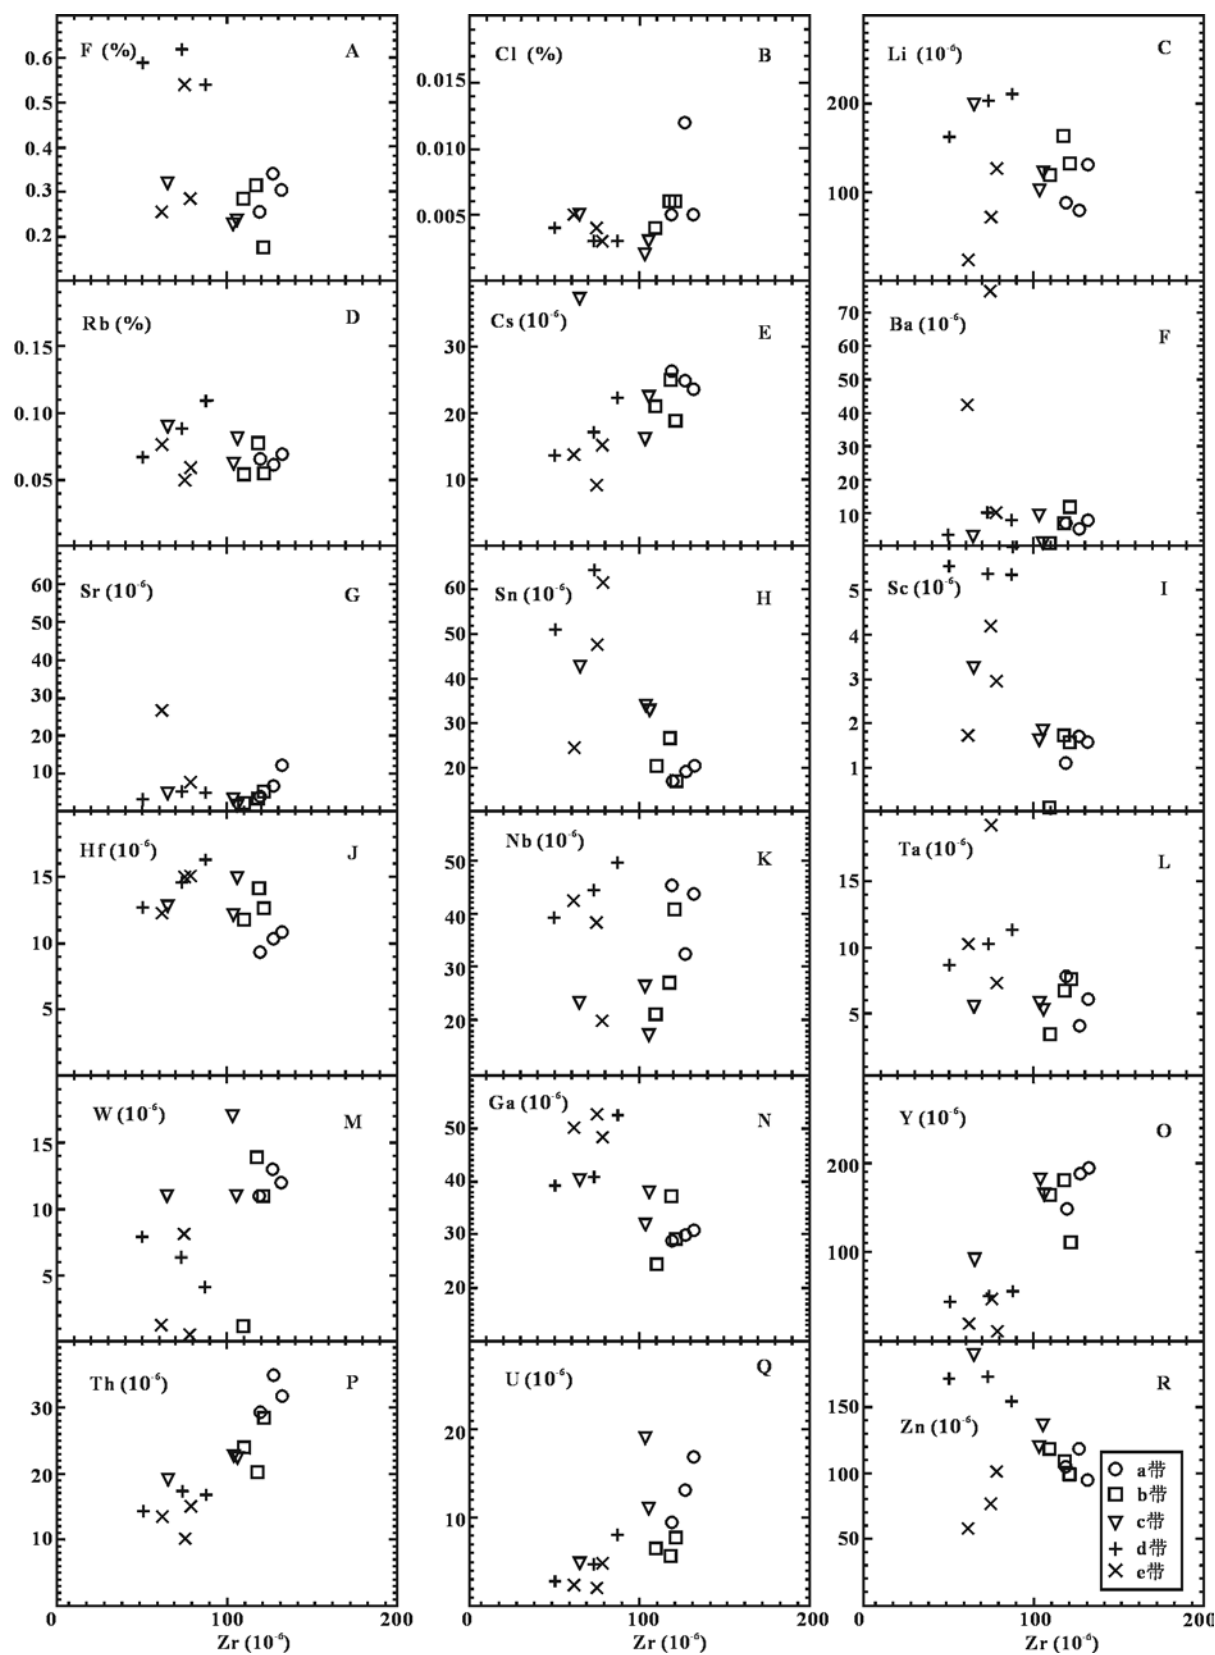 F (%) A
0.6
0.5
0.4
0.3
0.2
Cl (%) B
0.015
0.010
0.005
Li (10⁻⁶) C
200
100
Rb (%) D
0.15
0.10
0.05
Cs (10⁻⁶) E
30
20
10
Ba (10⁻⁶) F
70
60
50
40
30
20
10
Sr (10⁻⁶) G
60
50
40
30
20
10
Sn (10⁻⁶) H
60
50
40
30
20
Sc (10⁻⁶) I
5
4
3
2
1
Hf (10⁻⁶) J
15
10
5
Nb (10⁻⁶) K
50
40
30
20
Ta (10⁻⁶) L
15
10
5
W (10⁻⁶) M
15
10
5
Ga (10⁻⁶) N
50
40
30
20
Y (10⁻⁶) O
200
100
Th (10⁻⁶) P
30
20
10
U (10⁻⁶) Q
20
10
R
Zn (10⁻⁶)
150
100
50
a带
b带
c带
d带
e带
0 100 200
Zr (10⁻⁶)
0 100 200
Zr (10⁻⁶)
0 100 200
Zr (10⁻⁶)